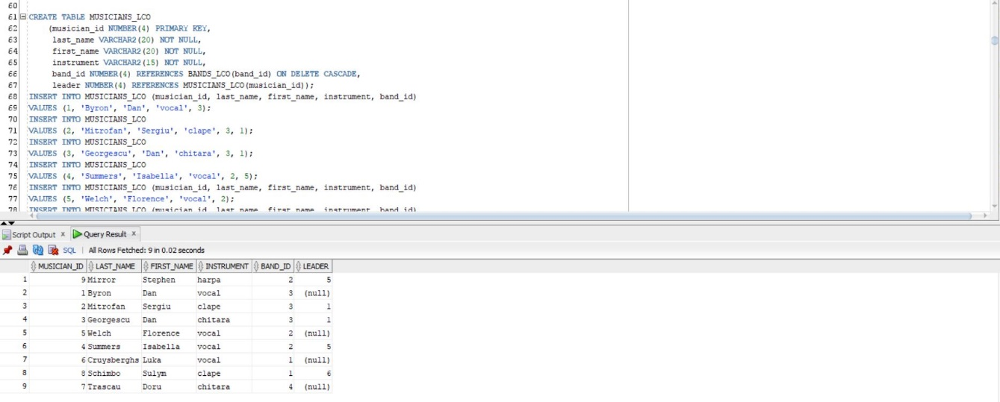 60
61 CREATE TABLE MUSICIANS_LCO
62 (musician_id NUMBER(4) PRIMARY KEY,
63 last_name VARCHAR2(20) NOT NULL,
64 first_name VARCHAR2(20) NOT NULL,
65 instrument VARCHAR2(15) NOT NULL,
66 band_id NUMBER(4) REFERENCES BANDS_LCO(band_id) ON DELETE CASCADE,
67 leader NUMBER(4) REFERENCES MUSICIANS_LCO(musician_id));
68 INSERT INTO MUSICIANS_LCO (musician_id, last_name, first_name, instrument, band_id)
69 VALUES (1, 'Byron', 'Dan', 'vocal', 3);
70 INSERT INTO MUSICIANS_LCO
71 VALUES (2, 'Mitrofan', 'Sergiu', 'clape', 3, 1);
72 INSERT INTO MUSICIANS_LCO
73 VALUES (3, 'Georgescu', 'Dan', 'chitara', 3, 1);
74 INSERT INTO MUSICIANS_LCO
75 VALUES (4, 'Summers', 'Isabella', 'vocal', 2, 5);
76 INSERT INTO MUSICIANS_LCO (musician_id, last_name, first_name, instrument, band_id)
77 VALUES (5, 'Welch', 'Florence', 'vocal', 2);
78 INSERT INTO MUSICIANS_LCO (musician_id, last_name, first_name, instrument, band_id)
Script Output x Query Result x
SQL | All Rows Fetched: 9 in 0.02 seconds
MUSICIAN_ID LAST_NAME FIRST_NAME INSTRUMENT BAND_ID LEADER
1 9 Mirror Stephen harpa 2 5
2 1 Byron Dan vocal 3 (null)
3 2 Mitrofan Sergiu clape 3 1
4 3 Georgescu Dan chitara 3 1
5 5 Welch Florence vocal 2 (null)
6 4 Summers Isabella vocal 2 5
7 6 Cruysberghs Luka vocal 1 (null)
8 8 Schimbo Sulym clape 1 6
9 7 Trascau Doru chitara 4 (null)